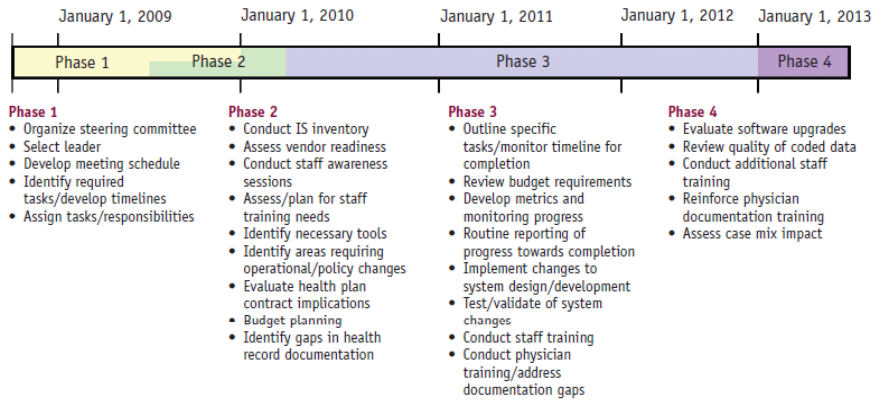 January 1, 2009
January 1, 2010
January 1, 2011
January 1, 2012
January 1, 2013
Phase 1
Phase 2
Phase 3
Phase 4
Phase 1
• Organize steering committee
• Select leader
• Develop meeting schedule
• Identify required
tasks/develop timelines
• Assign tasks/responsibilities
Phase 2
• Conduct IS inventory
• Assess vendor readiness
• Conduct staff awareness
sessions
• Assess/plan for staff
training needs
• Identify necessary tools
• Identify areas requiring
operational/policy changes
• Evaluate health plan
contract implications
• Budget planning
• Identify gaps in health
record documentation
Phase 3
• Outline specific
tasks/monitor timeline for
completion
• Review budget requirements
• Develop metrics and
monitoring progress
• Routine reporting of
progress towards completion
• Implement changes to
system design/development
• Test/validate of system
changes
• Conduct staff training
• Conduct physician
training/address
documentation gaps
Phase 4
• Evaluate software upgrades
• Review quality of coded data
• Conduct additional staff
training
• Reinforce physician
documentation training
• Assess case mix impact